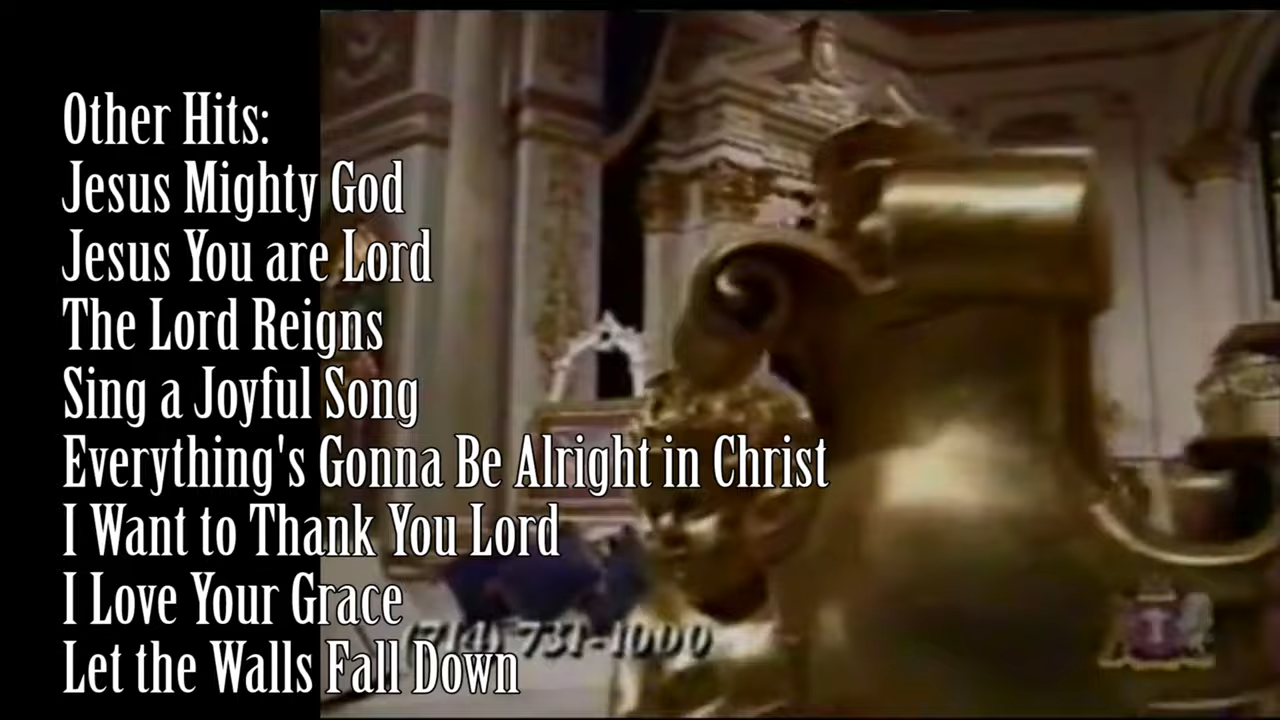 Other Hits:
Jesus Mighty God
Jesus You are Lord
The Lord Reigns
Sing a Joyful Song
Everything's Gonna Be Alright in Christ
I Want to Thank You Lord
I Love Your Grace
Let the Walls Fall Down
(714) 731-1000